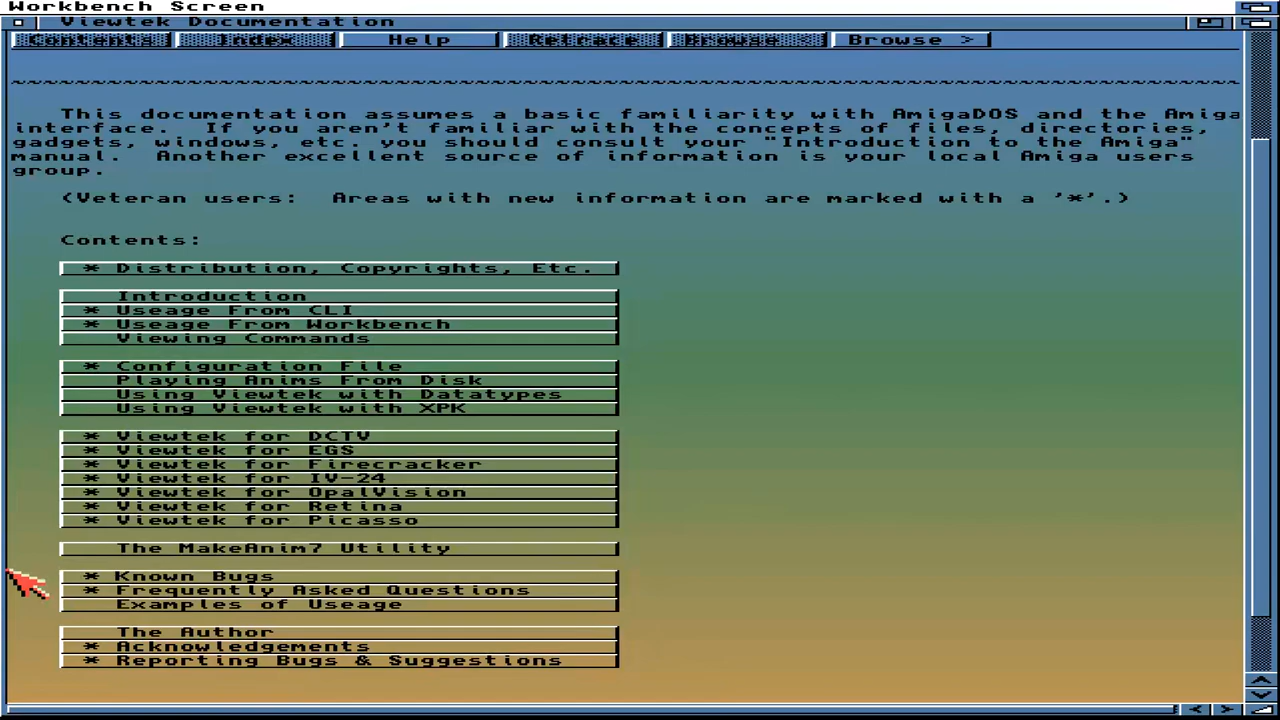 Workbench Screen
Viewtek Documentation
Contents Index Help Retrace Browse < Browse >
~~~~~~~~~~~~~~~~~~~~~~~~~~~~~~~~~~~~~~~~~~~~~~~~~~~~~~~~~~~~~~~~~~~~~~~~~~~~~
This documentation assumes a basic familiarity with AmigaDOS and the Amiga
interface. If you aren't familiar with the concepts of files, directories,
gadgets, windows, etc. you should consult your "Introduction to the Amiga"
manual. Another excellent source of information is your local Amiga users
group.
(Veteran users: Areas with new information are marked with a '*'.)
Contents:
* Distribution, Copyrights, Etc.
Introduction
* Useage From CLI
* Useage From Workbench
Viewing Commands
* Configuration File
Playing Anims From Disk
Using Viewtek with Datatypes
Using Viewtek with XPK
* Viewtek for DCTV
* Viewtek for EGS
* Viewtek for Firecracker
* Viewtek for IV-24
* Viewtek for OpalVision
* Viewtek for Retina
* Viewtek for Picasso
The MakeAnim7 Utility
* Known Bugs
* Frequently Asked Questions
Examples of Useage
The Author
* Acknowledgements
* Reporting Bugs & Suggestions